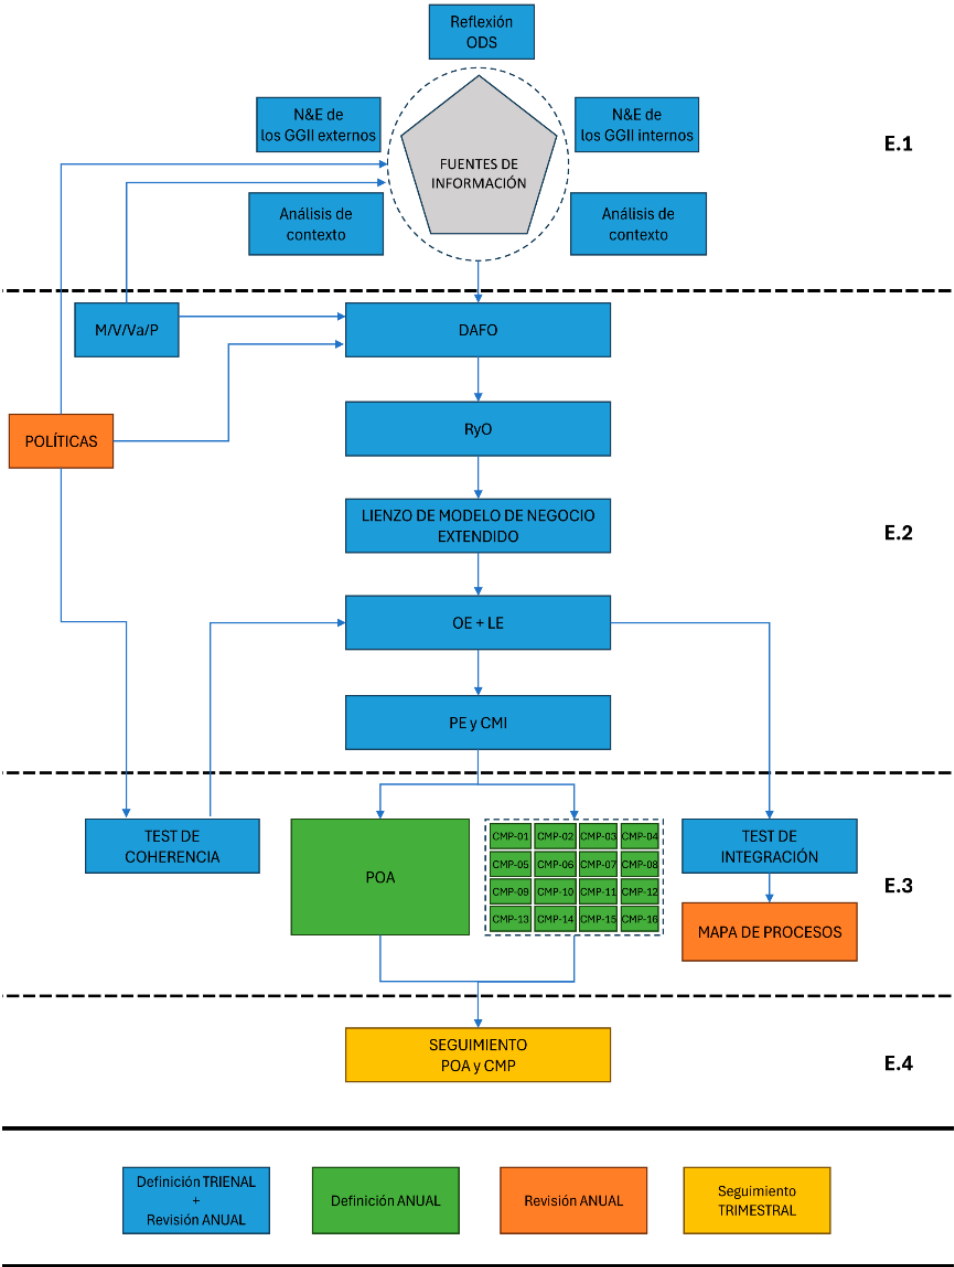 Reflexión
ODS
N&E de
los GGII externos
N&E de
los GGII internos
E.1
FUENTES DE
INFORMACIÓN
Análisis de
contexto
Análisis de
contexto
M/V/Va/P
DAFO
POLÍTICAS
RyO
LIENZO DE MODELO DE NEGOCIO
EXTENDIDO
E.2
OE + LE
PE y CMI
TEST DE
COHERENCIA
POA
CMP-01 CMP-02 CMP-03 CMP-04
CMP-05 CMP-06 CMP-07 CMP-08
CMP-09 CMP-10 CMP-11 CMP-12
CMP-13 CMP-14 CMP-15 CMP-16
TEST DE
INTEGRACIÓN
E.3
MAPA DE PROCESOS
SEGUIMIENTO
POA y CMP
E.4
Definición TRIENAL
+
Revisión ANUAL
Definición ANUAL
Revisión ANUAL
Seguimiento
TRIMESTRAL